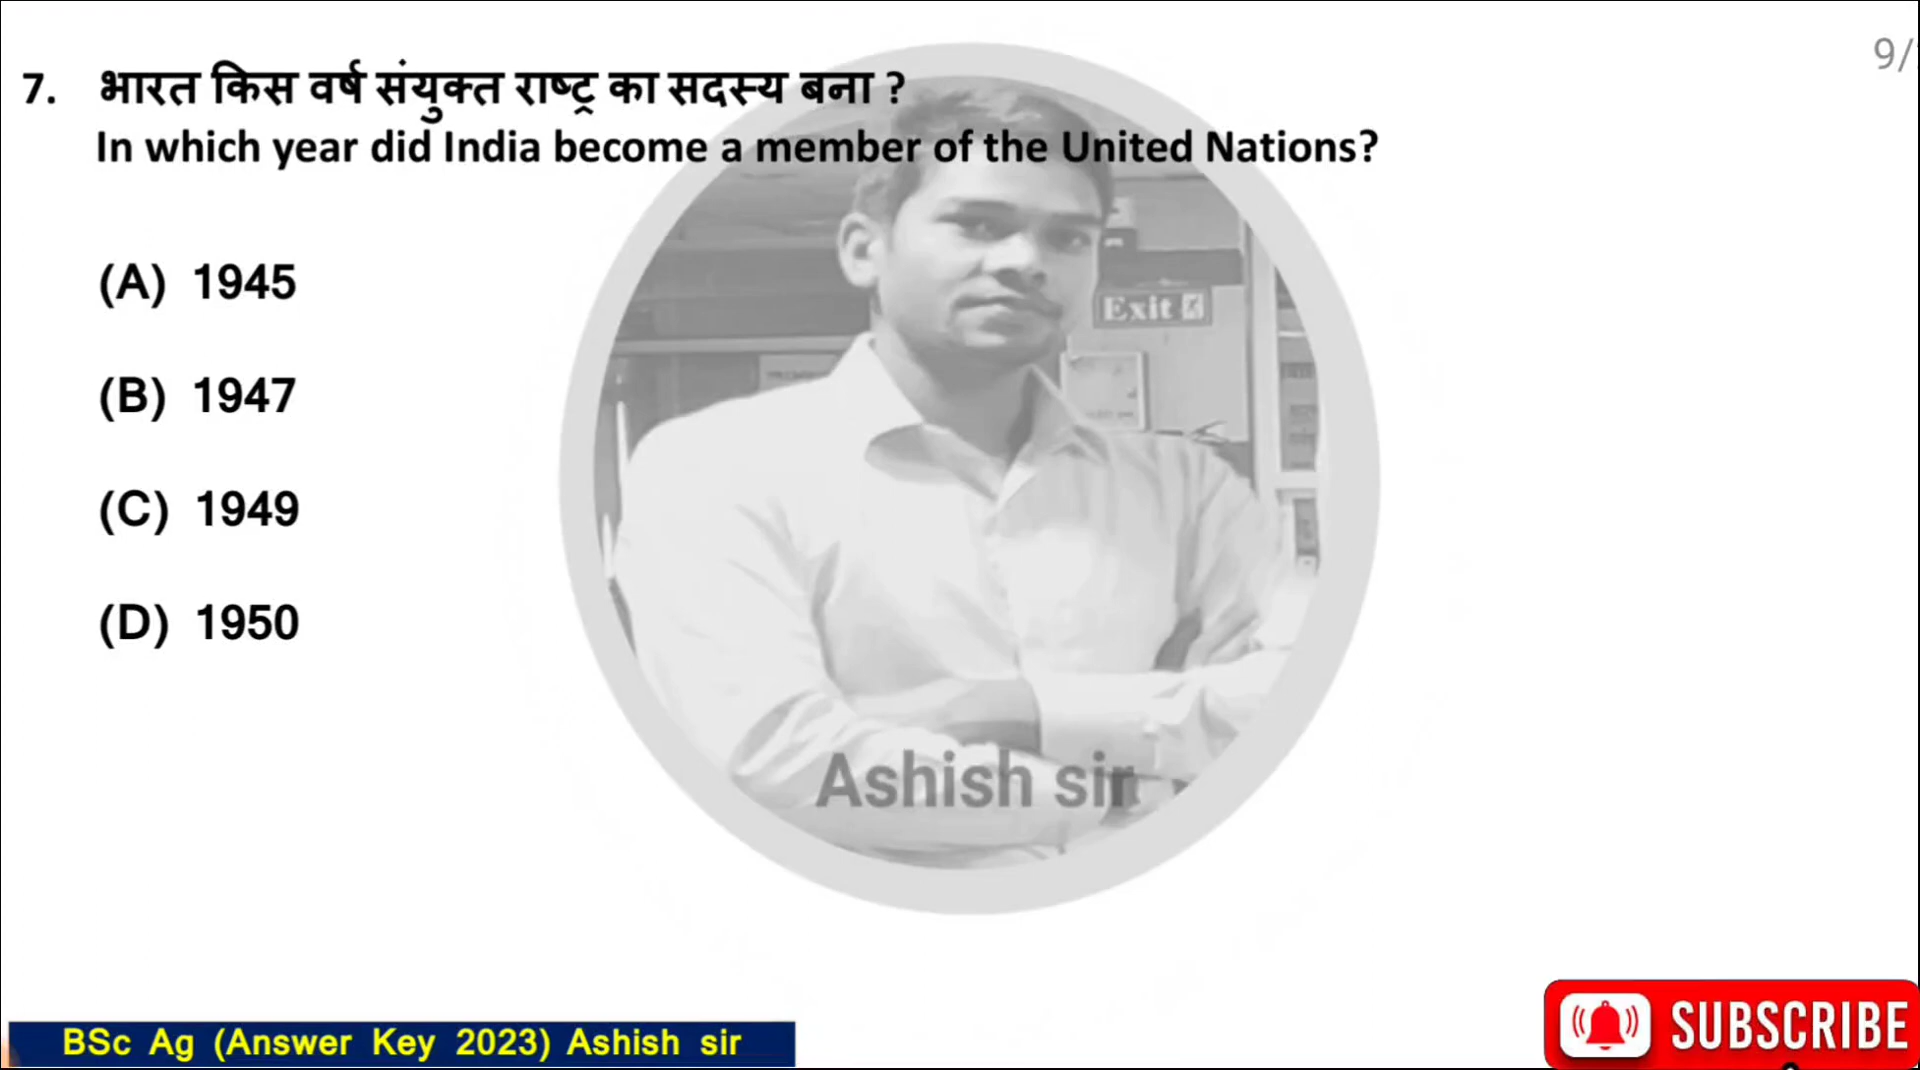 9/
7. भारत किस वर्ष संयुक्त राष्ट्र का सदस्य बना ?
In which year did India become a member of the United Nations?
(A) 1945
Exit
(B) 1947
(C) 1949
(D) 1950
Ashish sir
BSc Ag (Answer Key 2023) Ashish sir
SUBSCRIBE